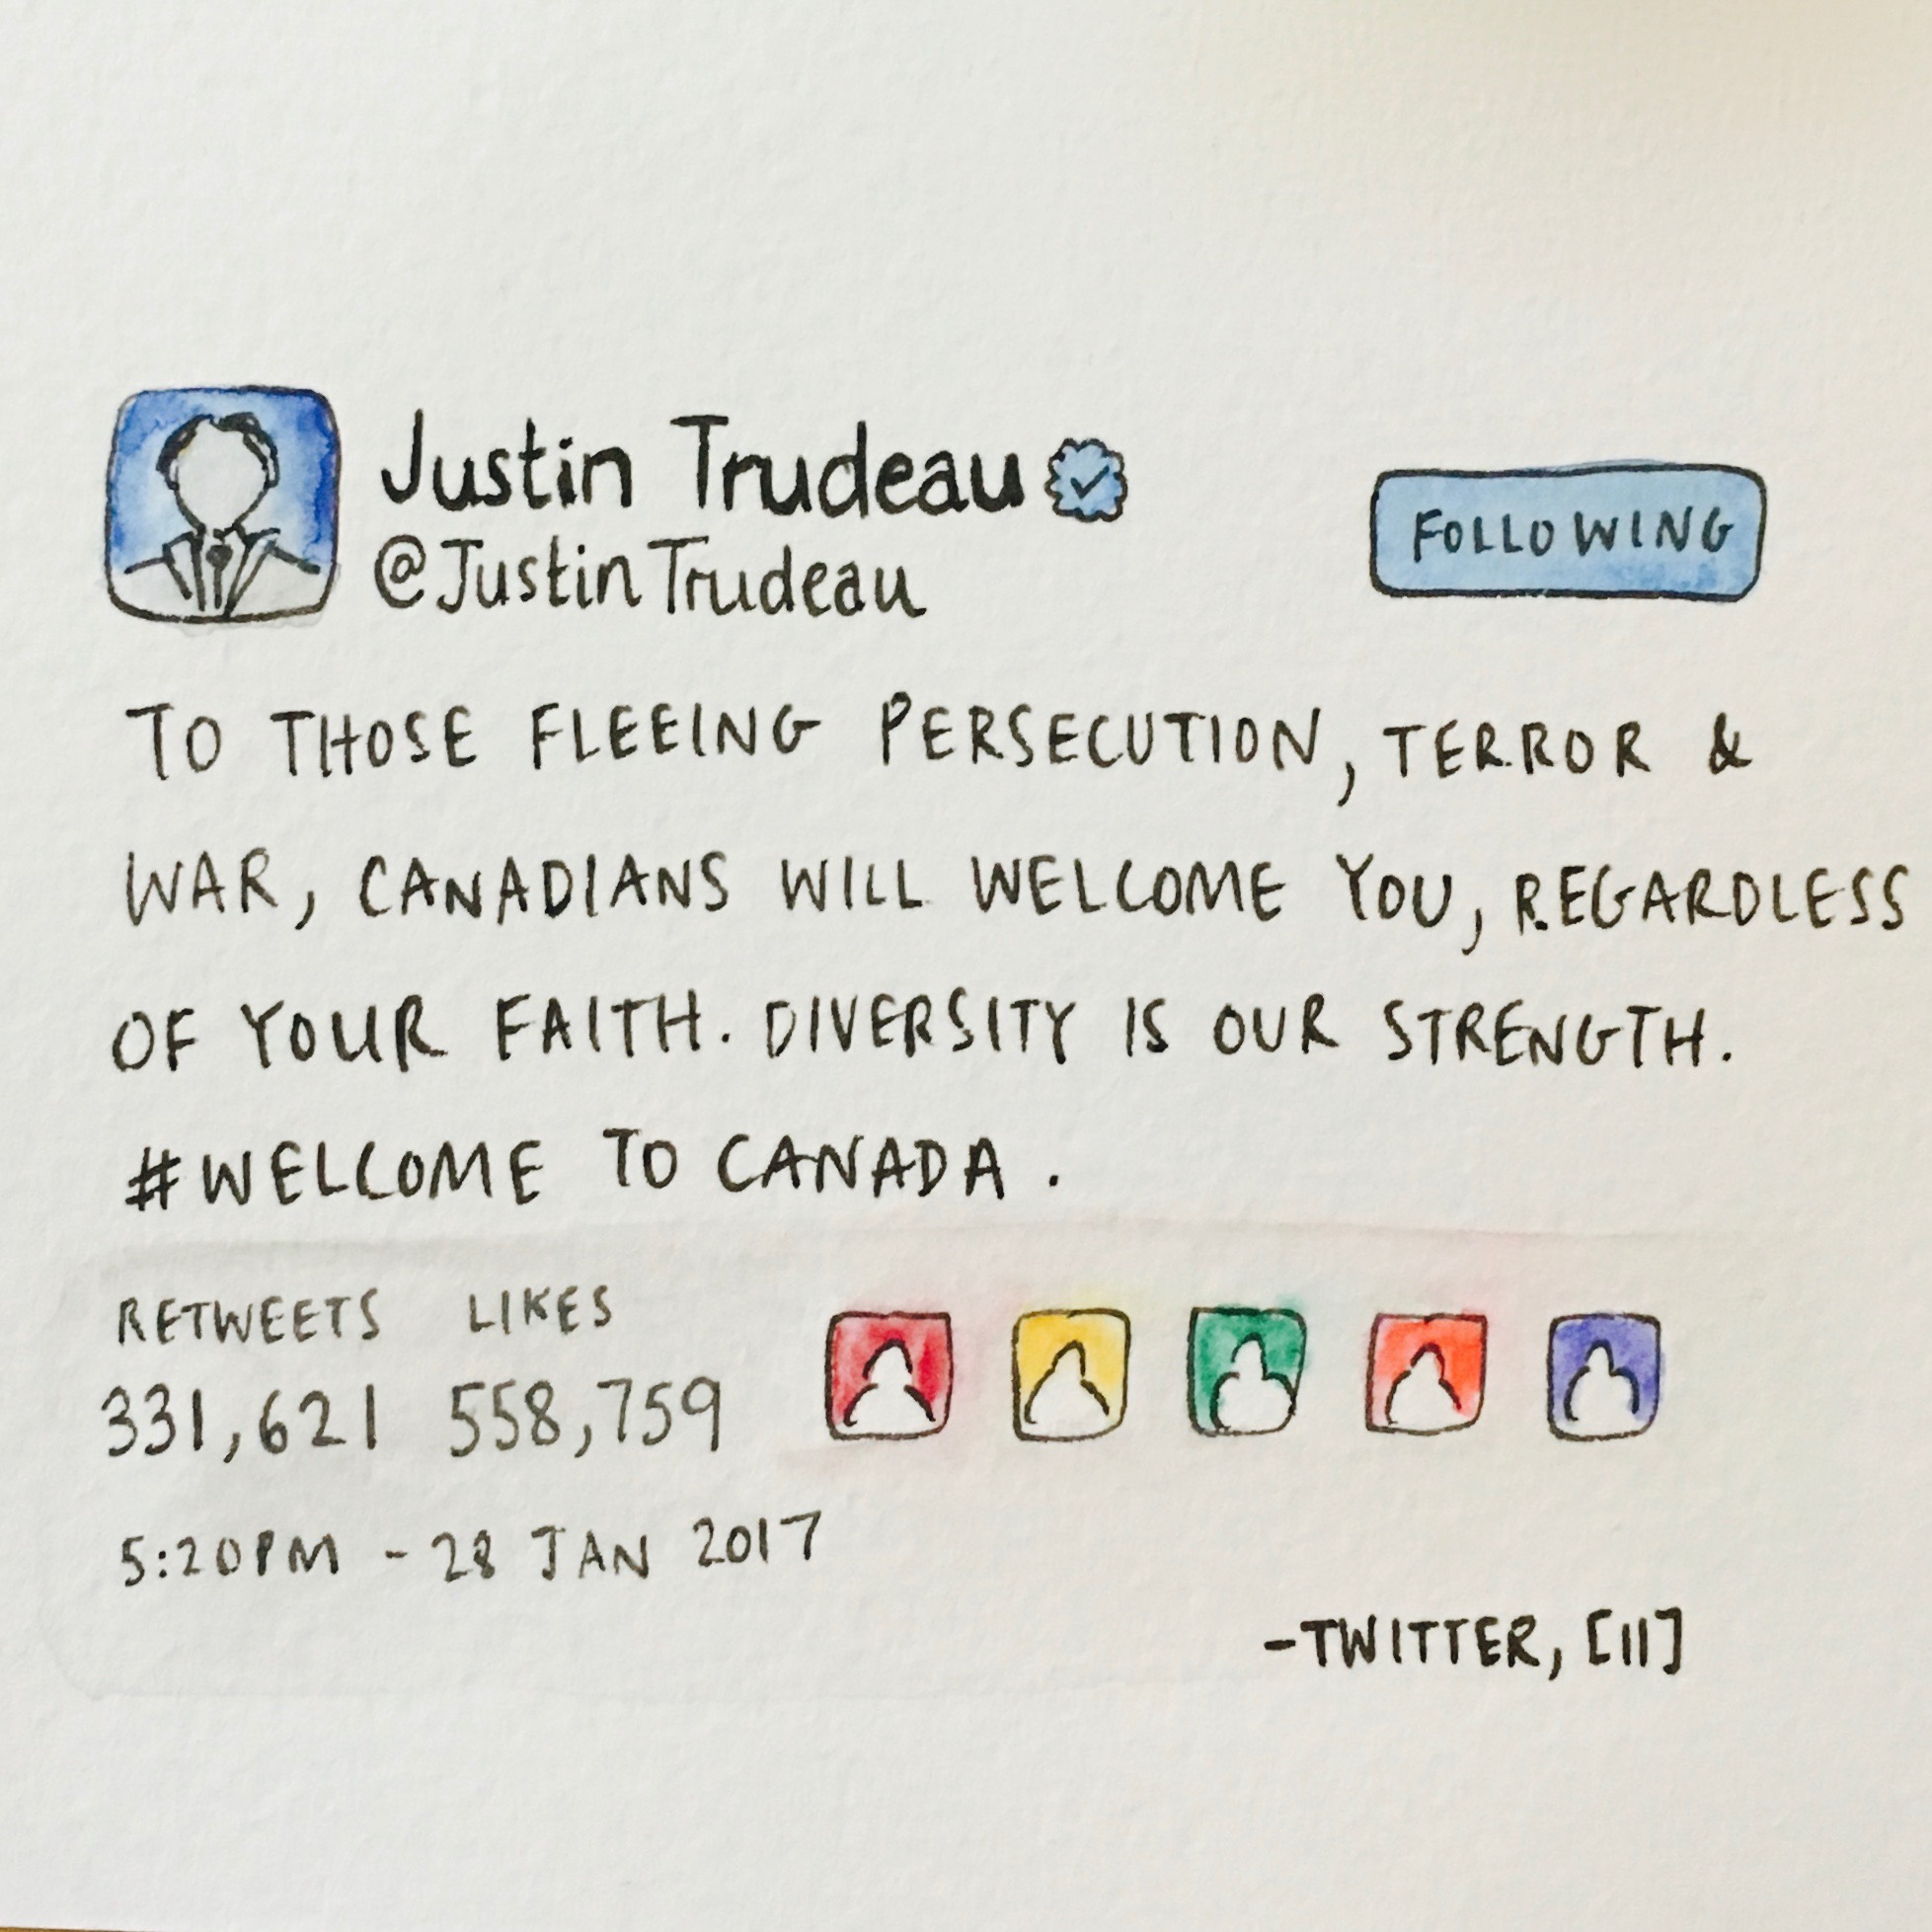 Justin Trudeau
@JustinTrudeau
FOLLOWING
TO THOSE FLEEING PERSECUTION, TERROR &
WAR, CANADIANS WILL WELCOME YOU, REGARDLESS
OF YOUR FAITH. DIVERSITY IS OUR STRENGTH.
#WELCOME TO CANADA.
RETWEETS LIKES
331,621 558,759
5:20PM - 28 JAN 2017
-TWITTER, [11]